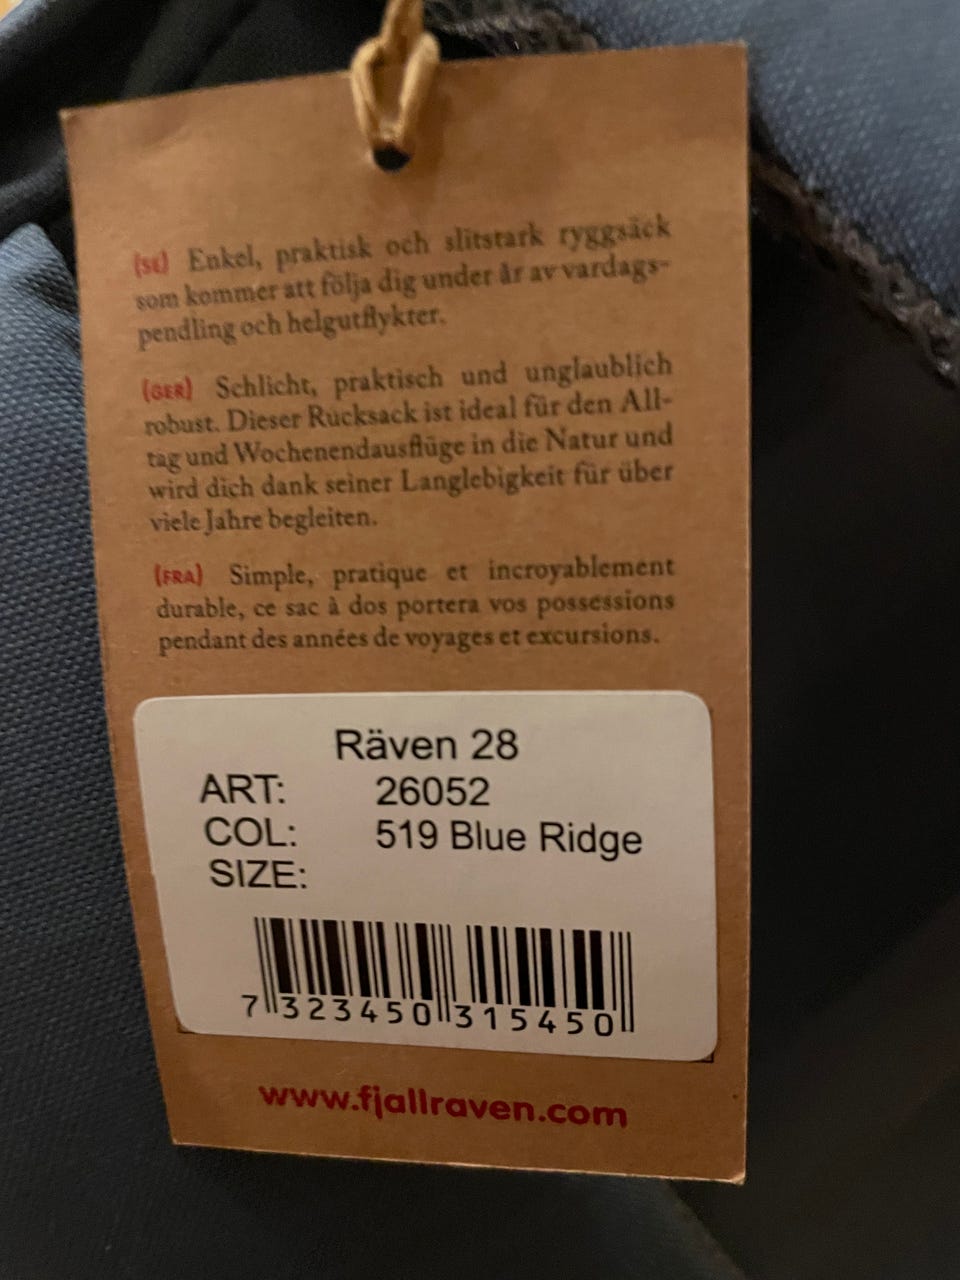 (SE) Enkel, praktisk och slitstark ryggsäck
som kommer att följa dig under år av vardags-
pendling och helgutflykter.
(GER) Schlicht, praktisch und unglaublich
robust. Dieser Rucksack ist ideal für den All-
tag und Wochenendausflüge in die Natur und
wird dich dank seiner Langlebigkeit für über
viele Jahre begleiten.
(FRA) Simple, pratique et incroyablement
durable, ce sac à dos portera vos possessions
pendant des années de voyages et excursions.
Räven 28
ART: 26052
COL: 519 Blue Ridge
SIZE:
7 323450 315450
www.fjallraven.com